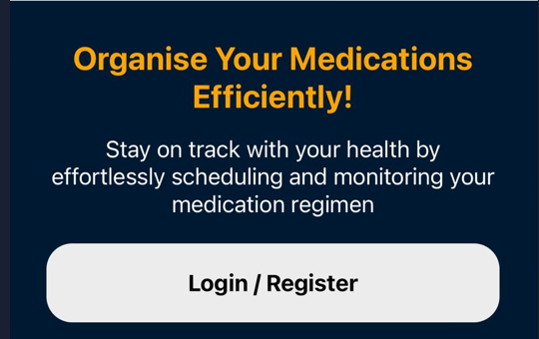 Organise Your Medications
Efficiently!
Stay on track with your health by
effortlessly scheduling and monitoring your
medication regimen
Login / Register